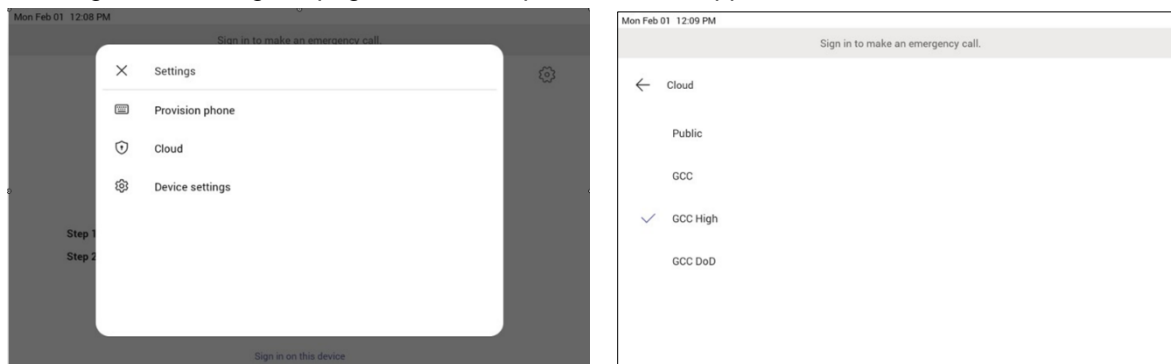 Mon Feb 01 12:08 PM
Sign in to make an emergency call.
Settings
Provision phone
Cloud
Device settings
Step 1
Step 2
Sign in on this device
Mon Feb 01 12:09 PM
Sign in to make an emergency call.
Cloud
Public
GCC
GCC High
GCC DoD